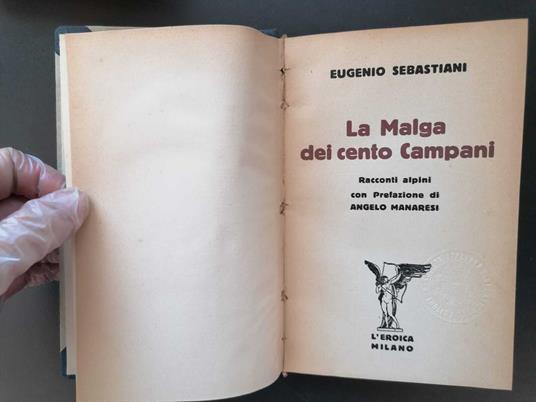 EUGENIO SEBASTIANI
La Malga
dei cento Campani
Racconti alpini
con Prefazione di
ANGELO MANARESI
L'EROICA
MILANO